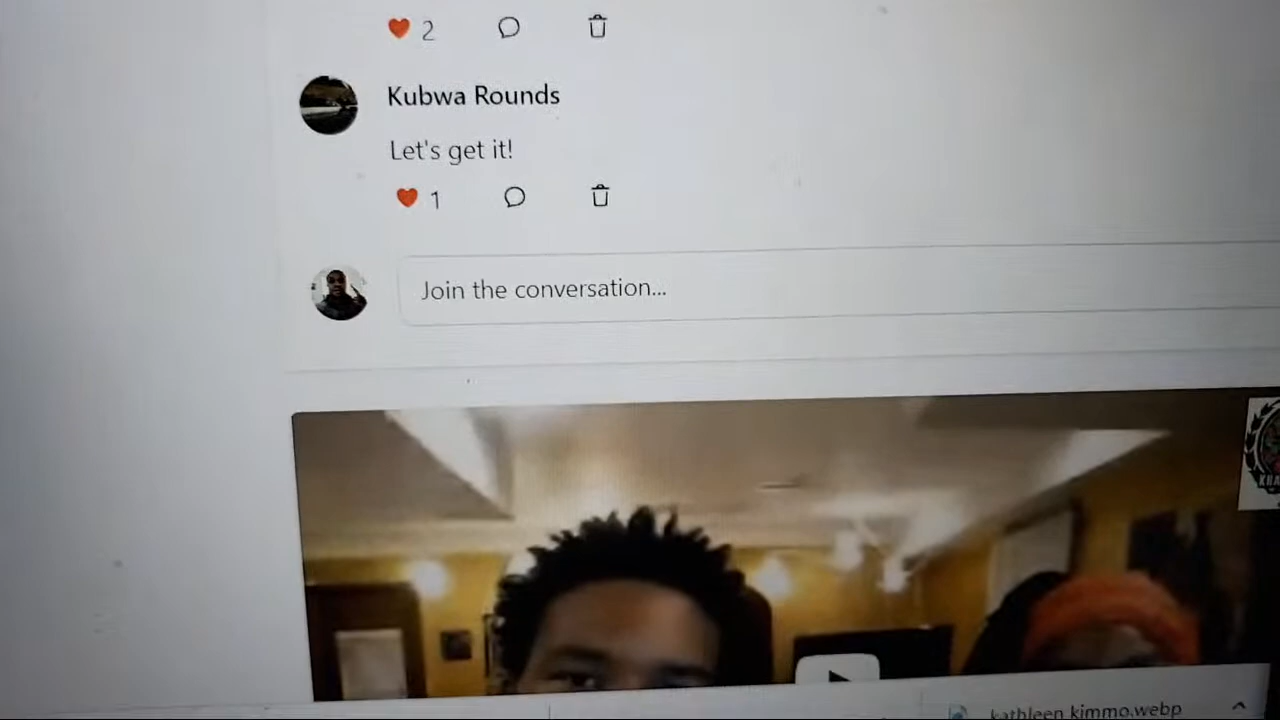 2
Kubwa Rounds
Let's get it!
1
Join the conversation...
kathleen kimmo.webp